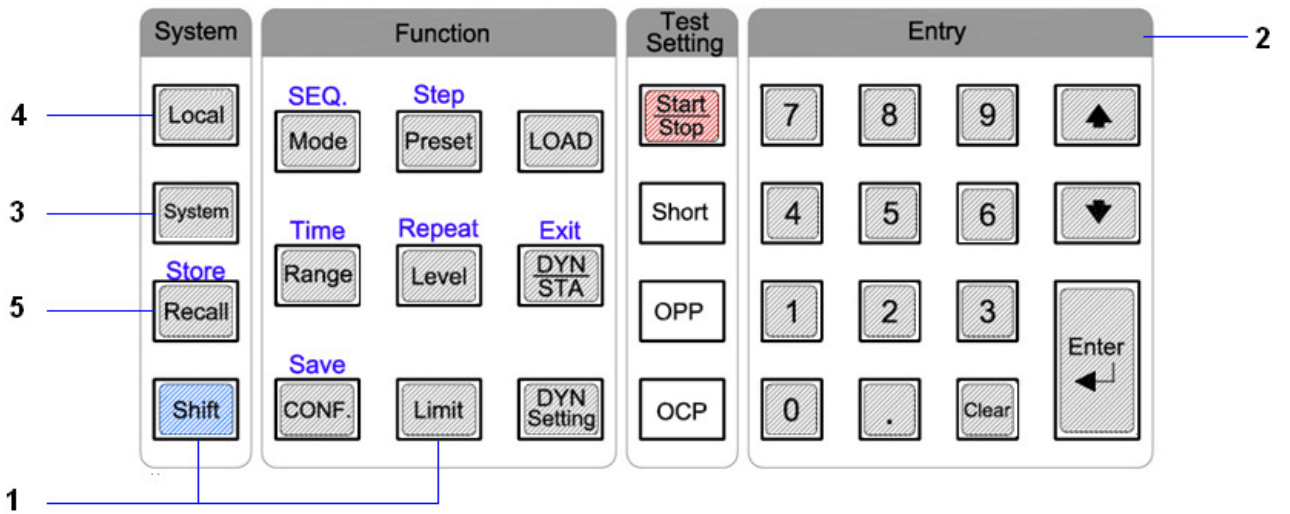 System
Function
Test
Setting
Entry
2
4
Local
SEQ.
Mode
Step
Preset
LOAD
Start
Stop
7
8
9
3
System
Time
Range
Repeat
Level
Exit
DYN
STA
Short
4
5
6
5
Store
Recall
OPP
1
2
3
Enter
Shift
Save
CONF.
Limit
DYN
Setting
OCP
0
.
Clear
1